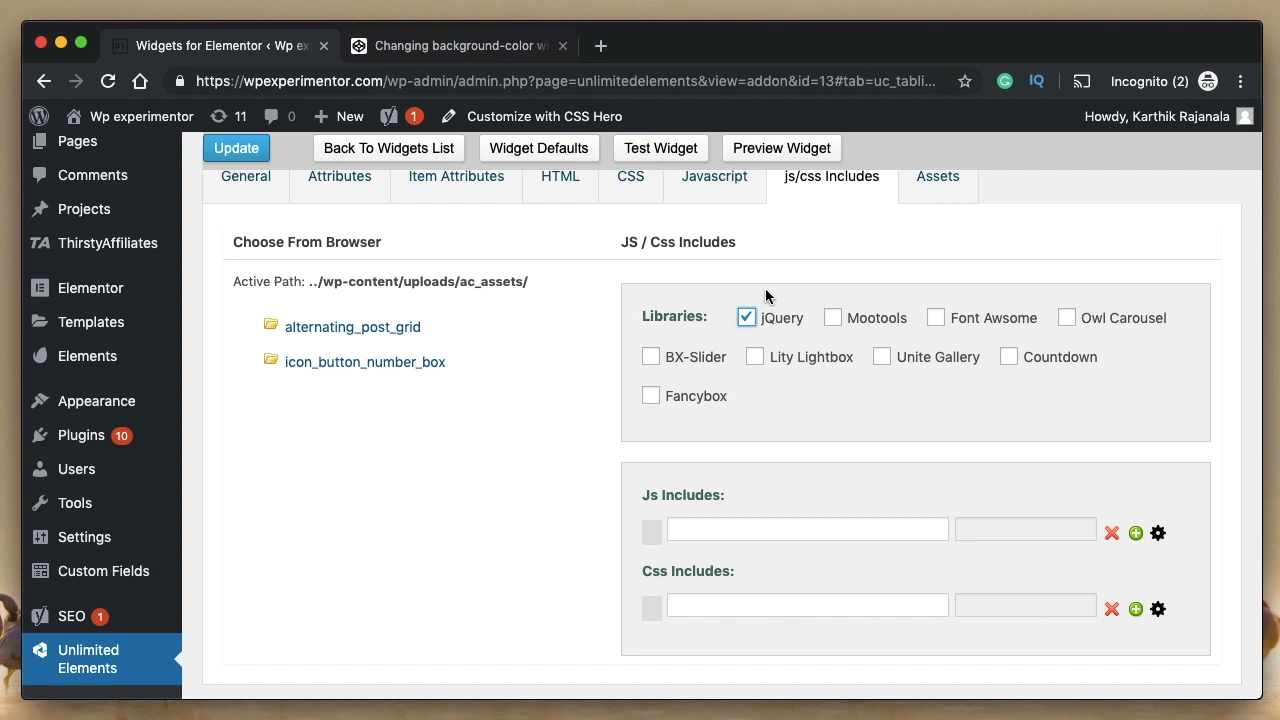 Widgets for Elementor ‹ Wp ex
Changing background-color w
https://wpexperimentor.com/wp-admin/admin.php?page=unlimitedelements&view=addon&id=13#tab=uc_tabli...
IQ
Incognito (2)
Wp experimentor
11
0
New
1
Customize with CSS Hero
Howdy, Karthik Rajanala
Pages
Comments
Projects
TA ThirstyAffiliates
Elementor
Templates
Elements
Appearance
Plugins 10
Users
Tools
Settings
Custom Fields
SEO 1
Unlimited
Elements
Update
Back To Widgets List
Widget Defaults
Test Widget
Preview Widget
General
Attributes
Item Attributes
HTML
CSS
Javascript
js/css Includes
Assets
Choose From Browser
Active Path: ../wp-content/uploads/ac_assets/
alternating_post_grid
icon_button_number_box
JS / Css Includes
Libraries: jQuery Mootools Font Awsome Owl Carousel
BX-Slider Lity Lightbox Unite Gallery Countdown
Fancybox
Js Includes:
Css Includes: